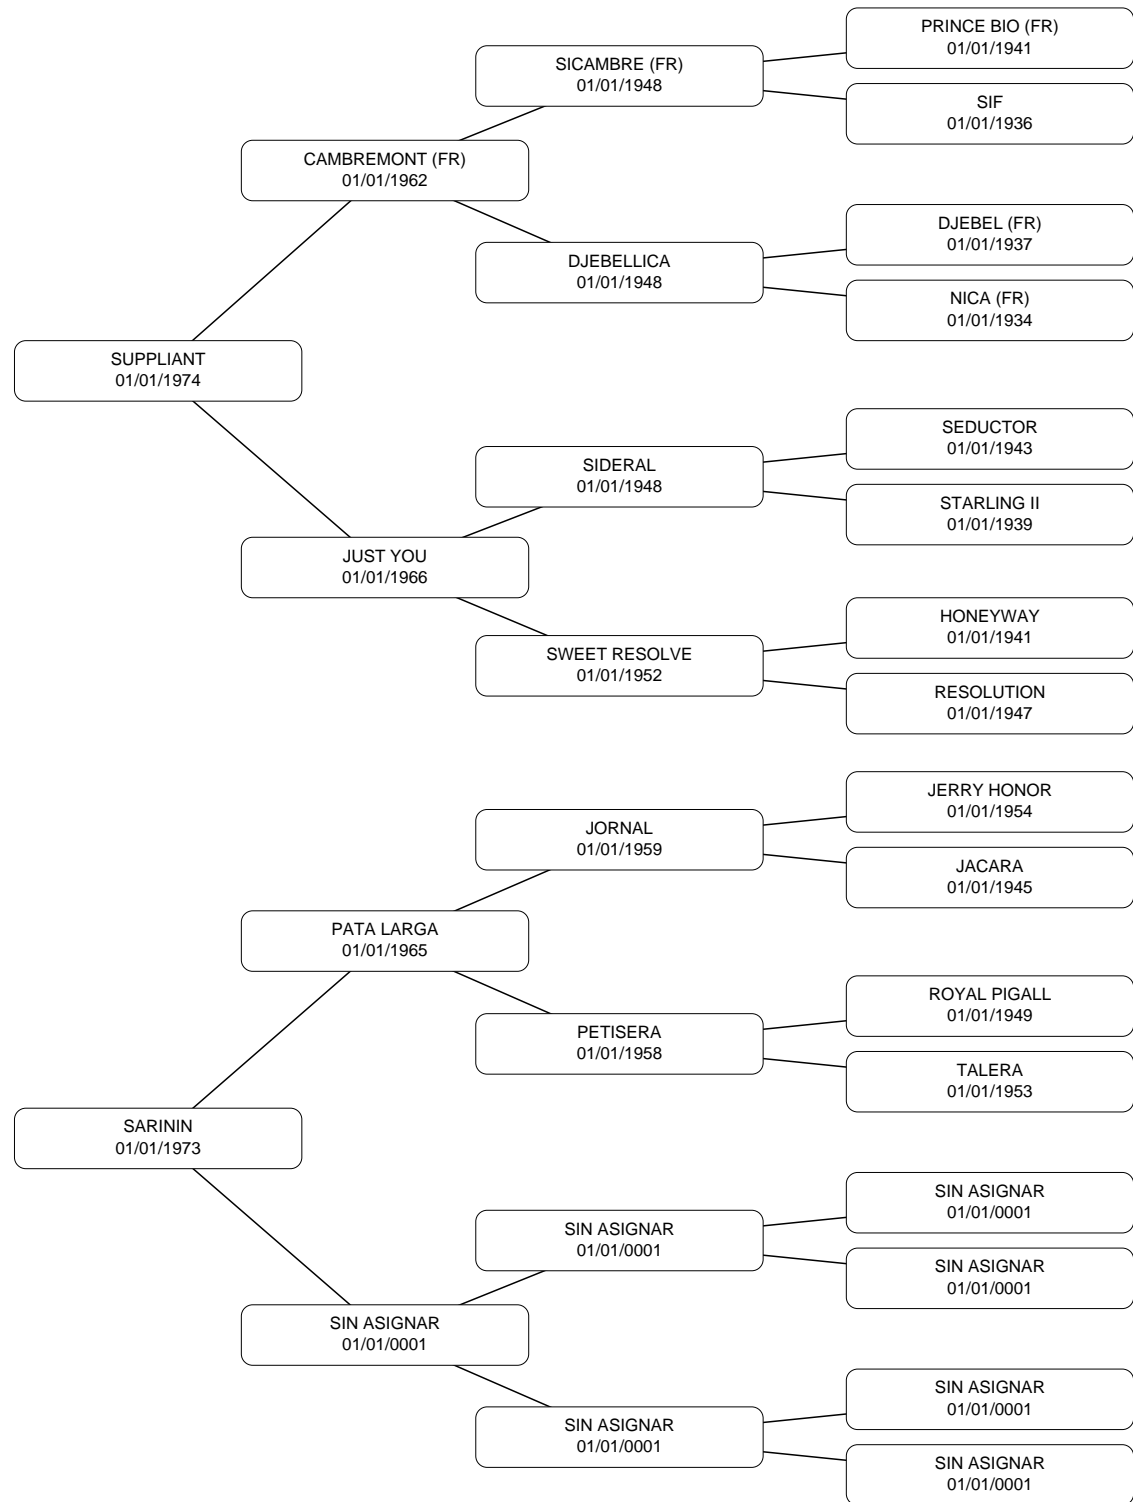 PRINCE BIO (FR)
01/01/1941
SICAMBRE (FR)
01/01/1948
SIF
01/01/1936
CAMBREMONT (FR)
01/01/1962
DJEBEL (FR)
01/01/1937
DJEBELLICA
01/01/1948
NICA (FR)
01/01/1934
SUPPLIANT
01/01/1974
SEDUCTOR
01/01/1943
SIDERAL
01/01/1948
STARLING II
01/01/1939
JUST YOU
01/01/1966
HONEYWAY
01/01/1941
SWEET RESOLVE
01/01/1952
RESOLUTION
01/01/1947
JERRY HONOR
01/01/1954
JORNAL
01/01/1959
JACARA
01/01/1945
PATA LARGA
01/01/1965
ROYAL PIGALL
01/01/1949
PETISERA
01/01/1958
TALERA
01/01/1953
SARININ
01/01/1973
SIN ASIGNAR
01/01/0001
SIN ASIGNAR
01/01/0001
SIN ASIGNAR
01/01/0001
SIN ASIGNAR
01/01/0001
SIN ASIGNAR
01/01/0001
SIN ASIGNAR
01/01/0001
SIN ASIGNAR
01/01/0001